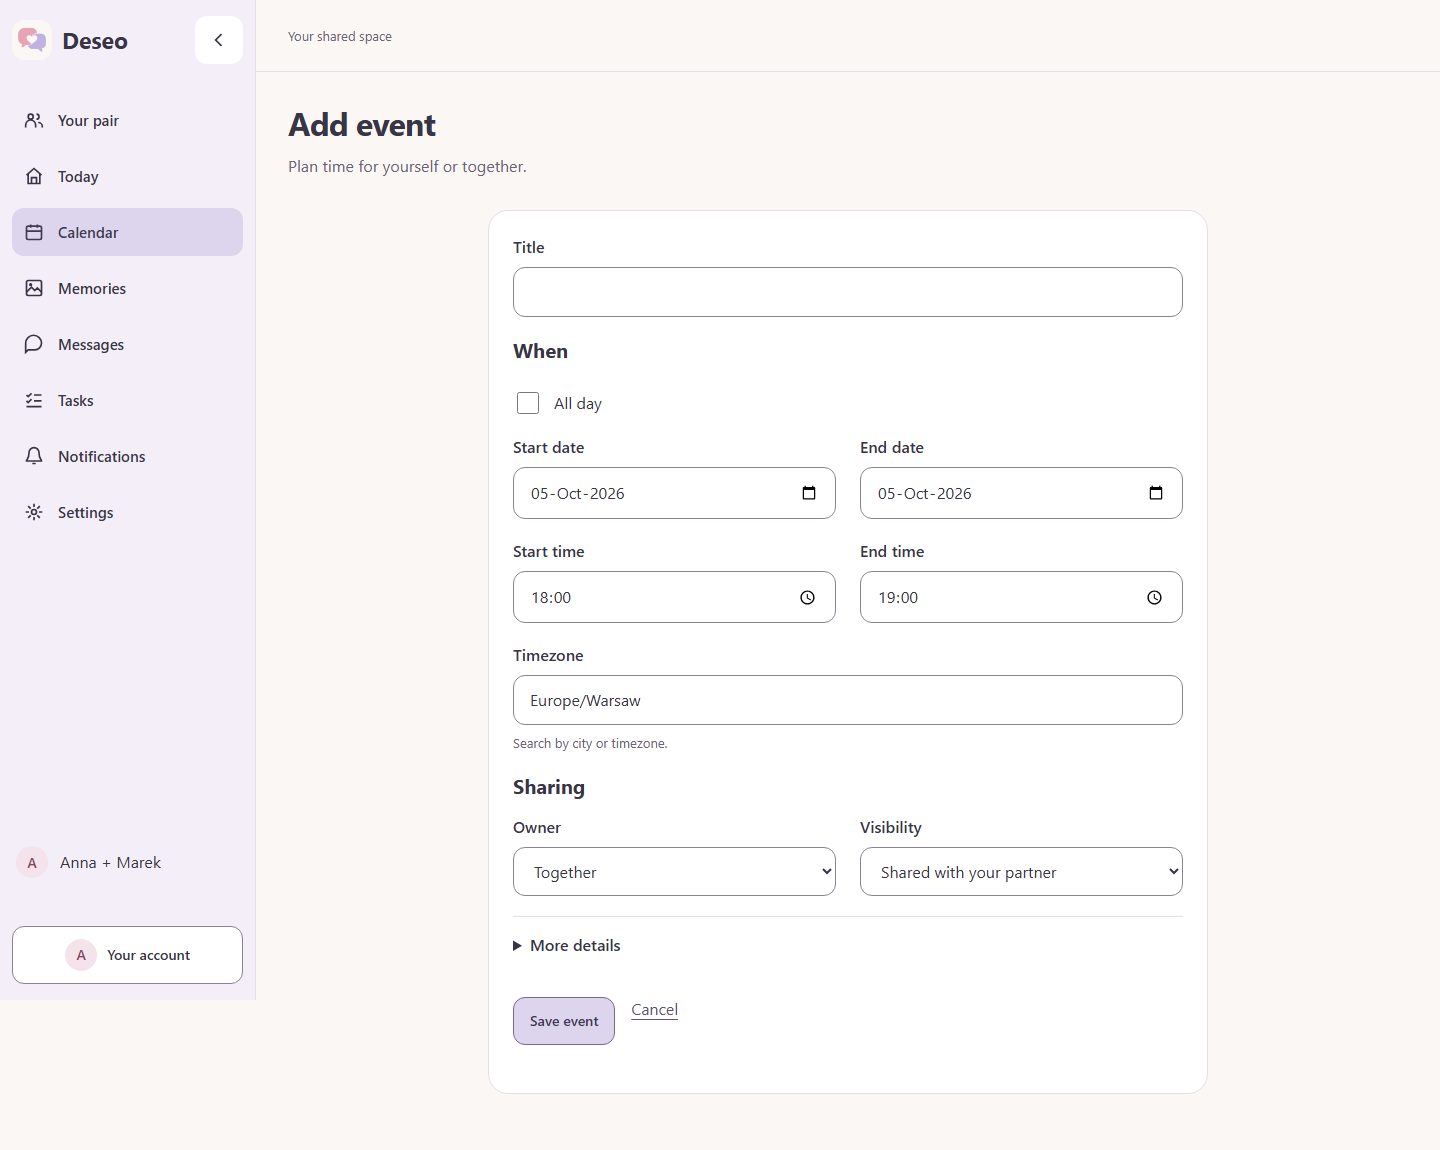 Deseo
Your shared space
Your pair
Today
Calendar
Memories
Messages
Tasks
Notifications
Settings
A Anna + Marek
A Your account
Add event
Plan time for yourself or together.
Title
When
All day
Start date End date
05-Oct-2026 05-Oct-2026
Start time End time
18:00 19:00
Timezone
Europe/Warsaw
Search by city or timezone.
Sharing
Owner Visibility
Together Shared with your partner
More details
Save event Cancel